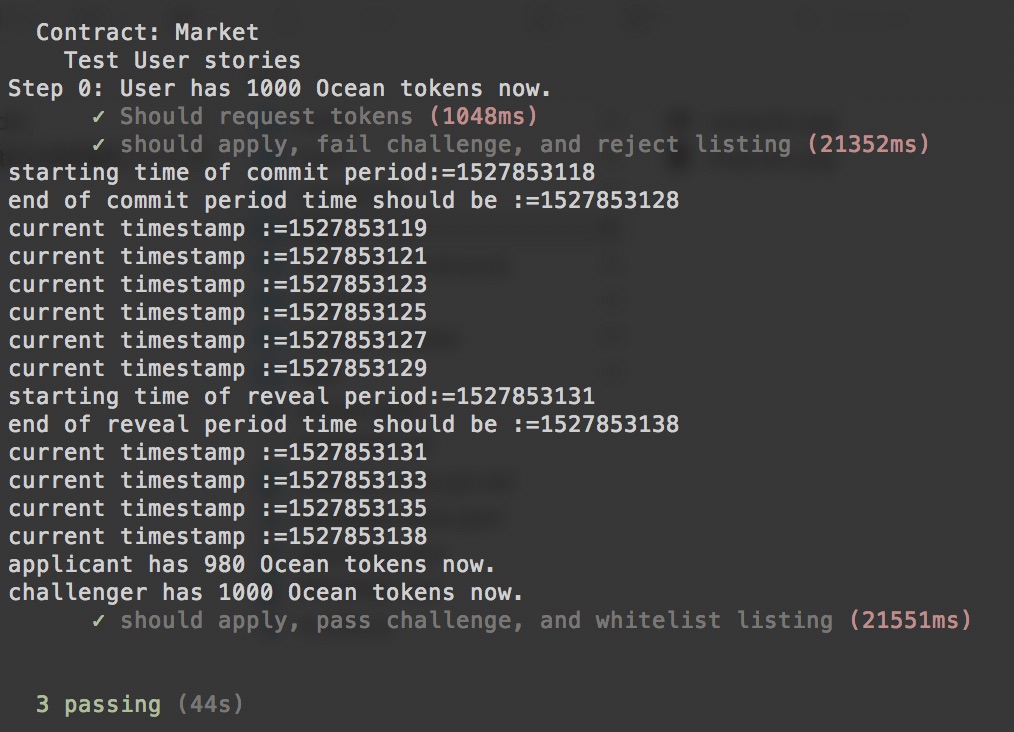 Contract: Market
Test User stories
Step 0: User has 1000 Ocean tokens now.
✓ Should request tokens (1048ms)
✓ should apply, fail challenge, and reject listing (21352ms)
starting time of commit period:=1527853118
end of commit period time should be :=1527853128
current timestamp :=1527853119
current timestamp :=1527853121
current timestamp :=1527853123
current timestamp :=1527853125
current timestamp :=1527853127
current timestamp :=1527853129
starting time of reveal period:=1527853131
end of reveal period time should be :=1527853138
current timestamp :=1527853131
current timestamp :=1527853133
current timestamp :=1527853135
current timestamp :=1527853138
applicant has 980 Ocean tokens now.
challenger has 1000 Ocean tokens now.
✓ should apply, pass challenge, and whitelist listing (21551ms)
3 passing (44s)